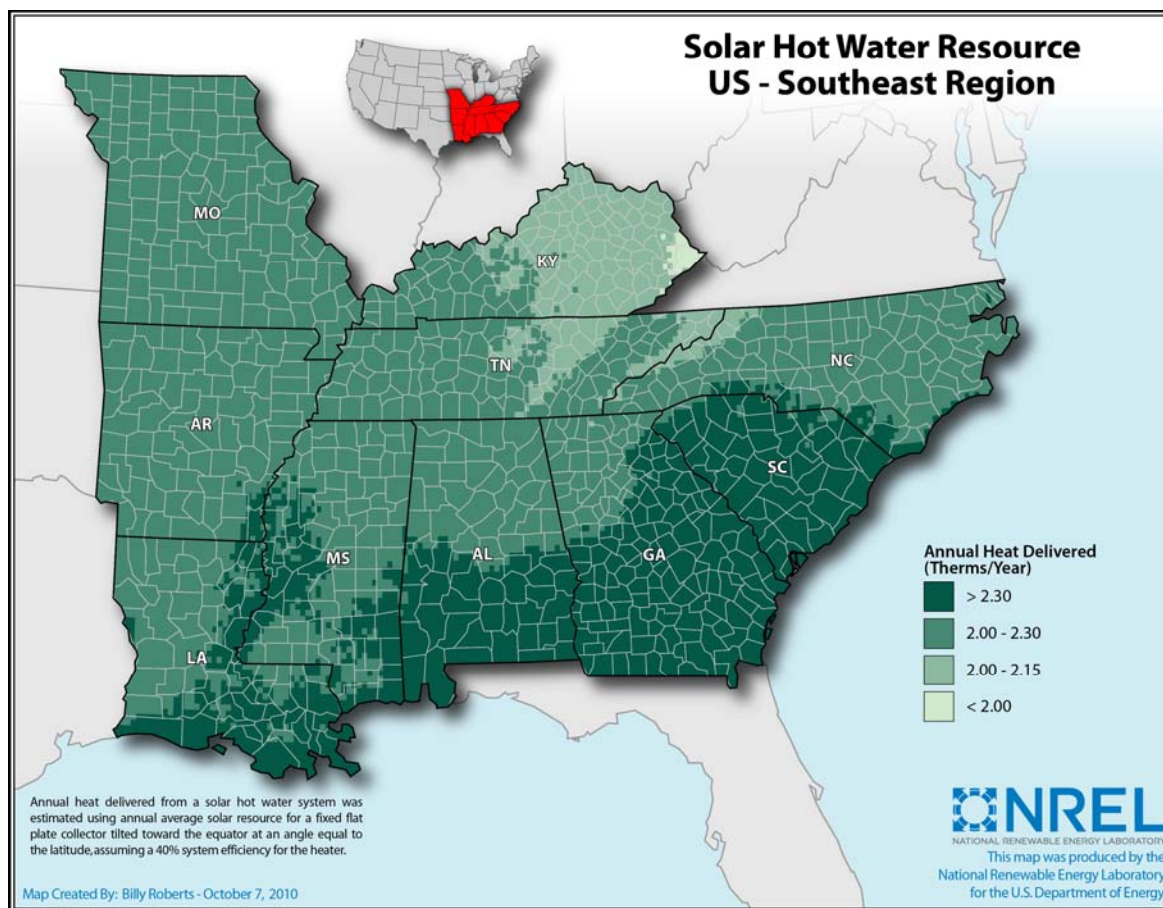 Solar Hot Water Resource
US - Southeast Region
MO
KY
TN
NC
AR
SC
MS
AL
GA
LA
Annual Heat Delivered
(Therms/Year)
> 2.30
2.00 - 2.30
2.00 - 2.15
< 2.00
Annual heat delivered from a solar hot water system was
estimated using annual average solar resource for a fixed flat
plate collector tilted toward the equator at an angle equal to
the latitude, assuming a 40% system efficiency for the heater.
Map Created By: Billy Roberts - October 7, 2010
NREL
NATIONAL RENEWABLE ENERGY LABORATORY
This map was produced by the
National Renewable Energy Laboratory
for the U.S. Department of Energy